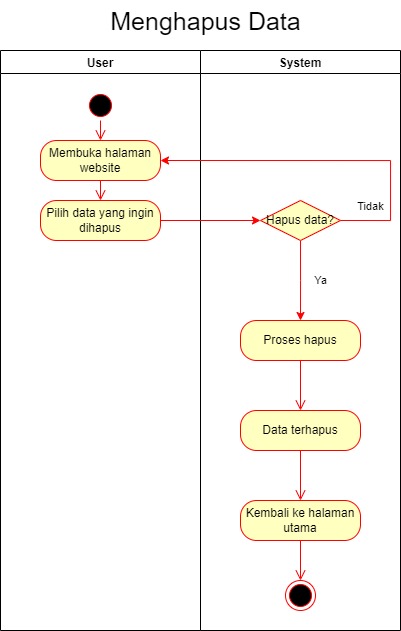 Menghapus Data
User
System
Membuka halaman
website
Pilih data yang ingin
dihapus
Hapus data?
Tidak
Ya
Proses hapus
Data terhapus
Kembali ke halaman
utama